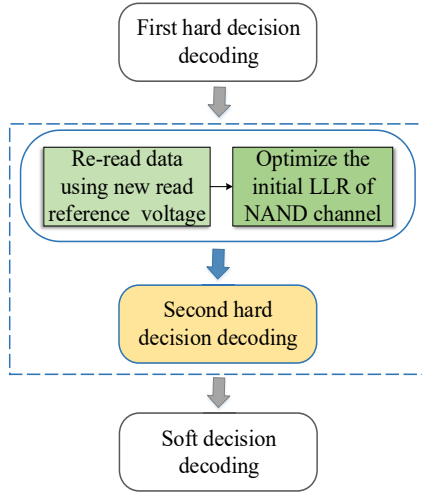 First hard decision
decoding
Re-read data
using new read
reference voltage
Optimize the
initial LLR of
NAND channel
Second hard
decision decoding
Soft decision
decoding